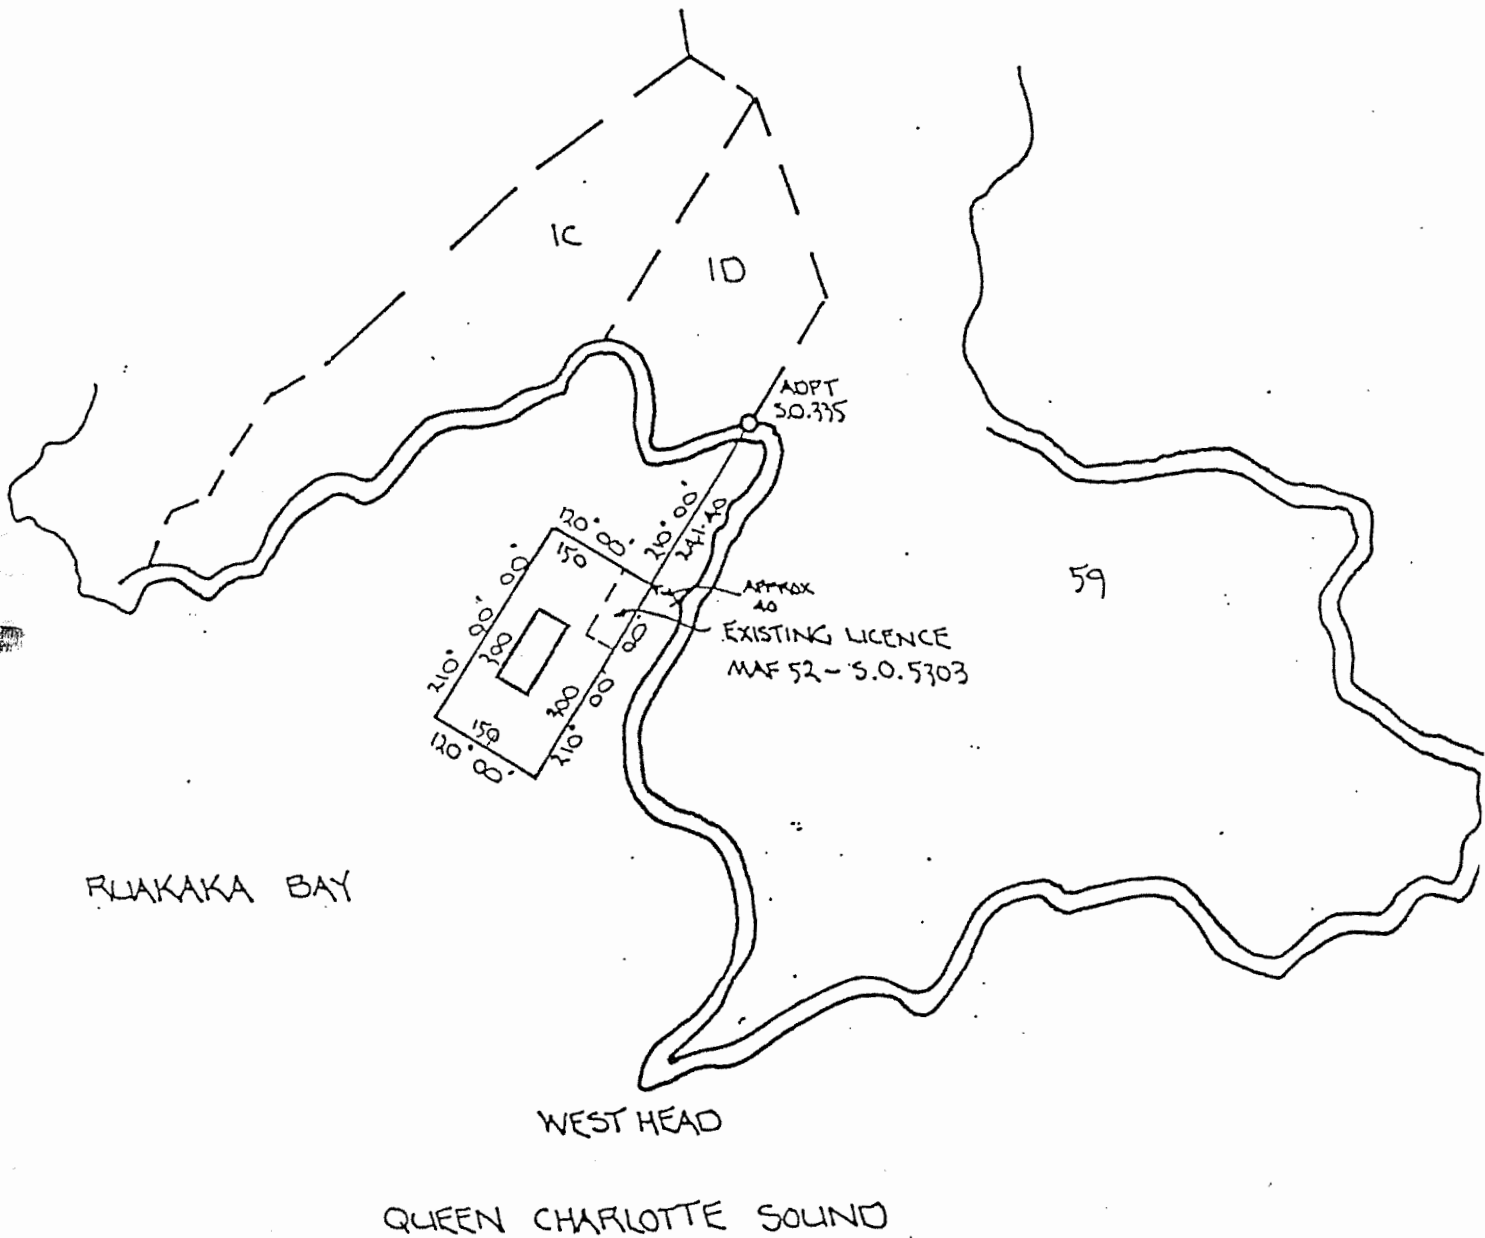 1C
1D
ADPT
S.O.335
210° 00'
241.40
120° 00'
150
APPROX
40
EXISTING LICENCE
MAF 52 - S.O.5303
59
210° 00' 00"
300
300
210° 00' 00"
150
120° 00'
RUAKAKA BAY
WEST HEAD
QUEEN CHARLOTTE SOUND